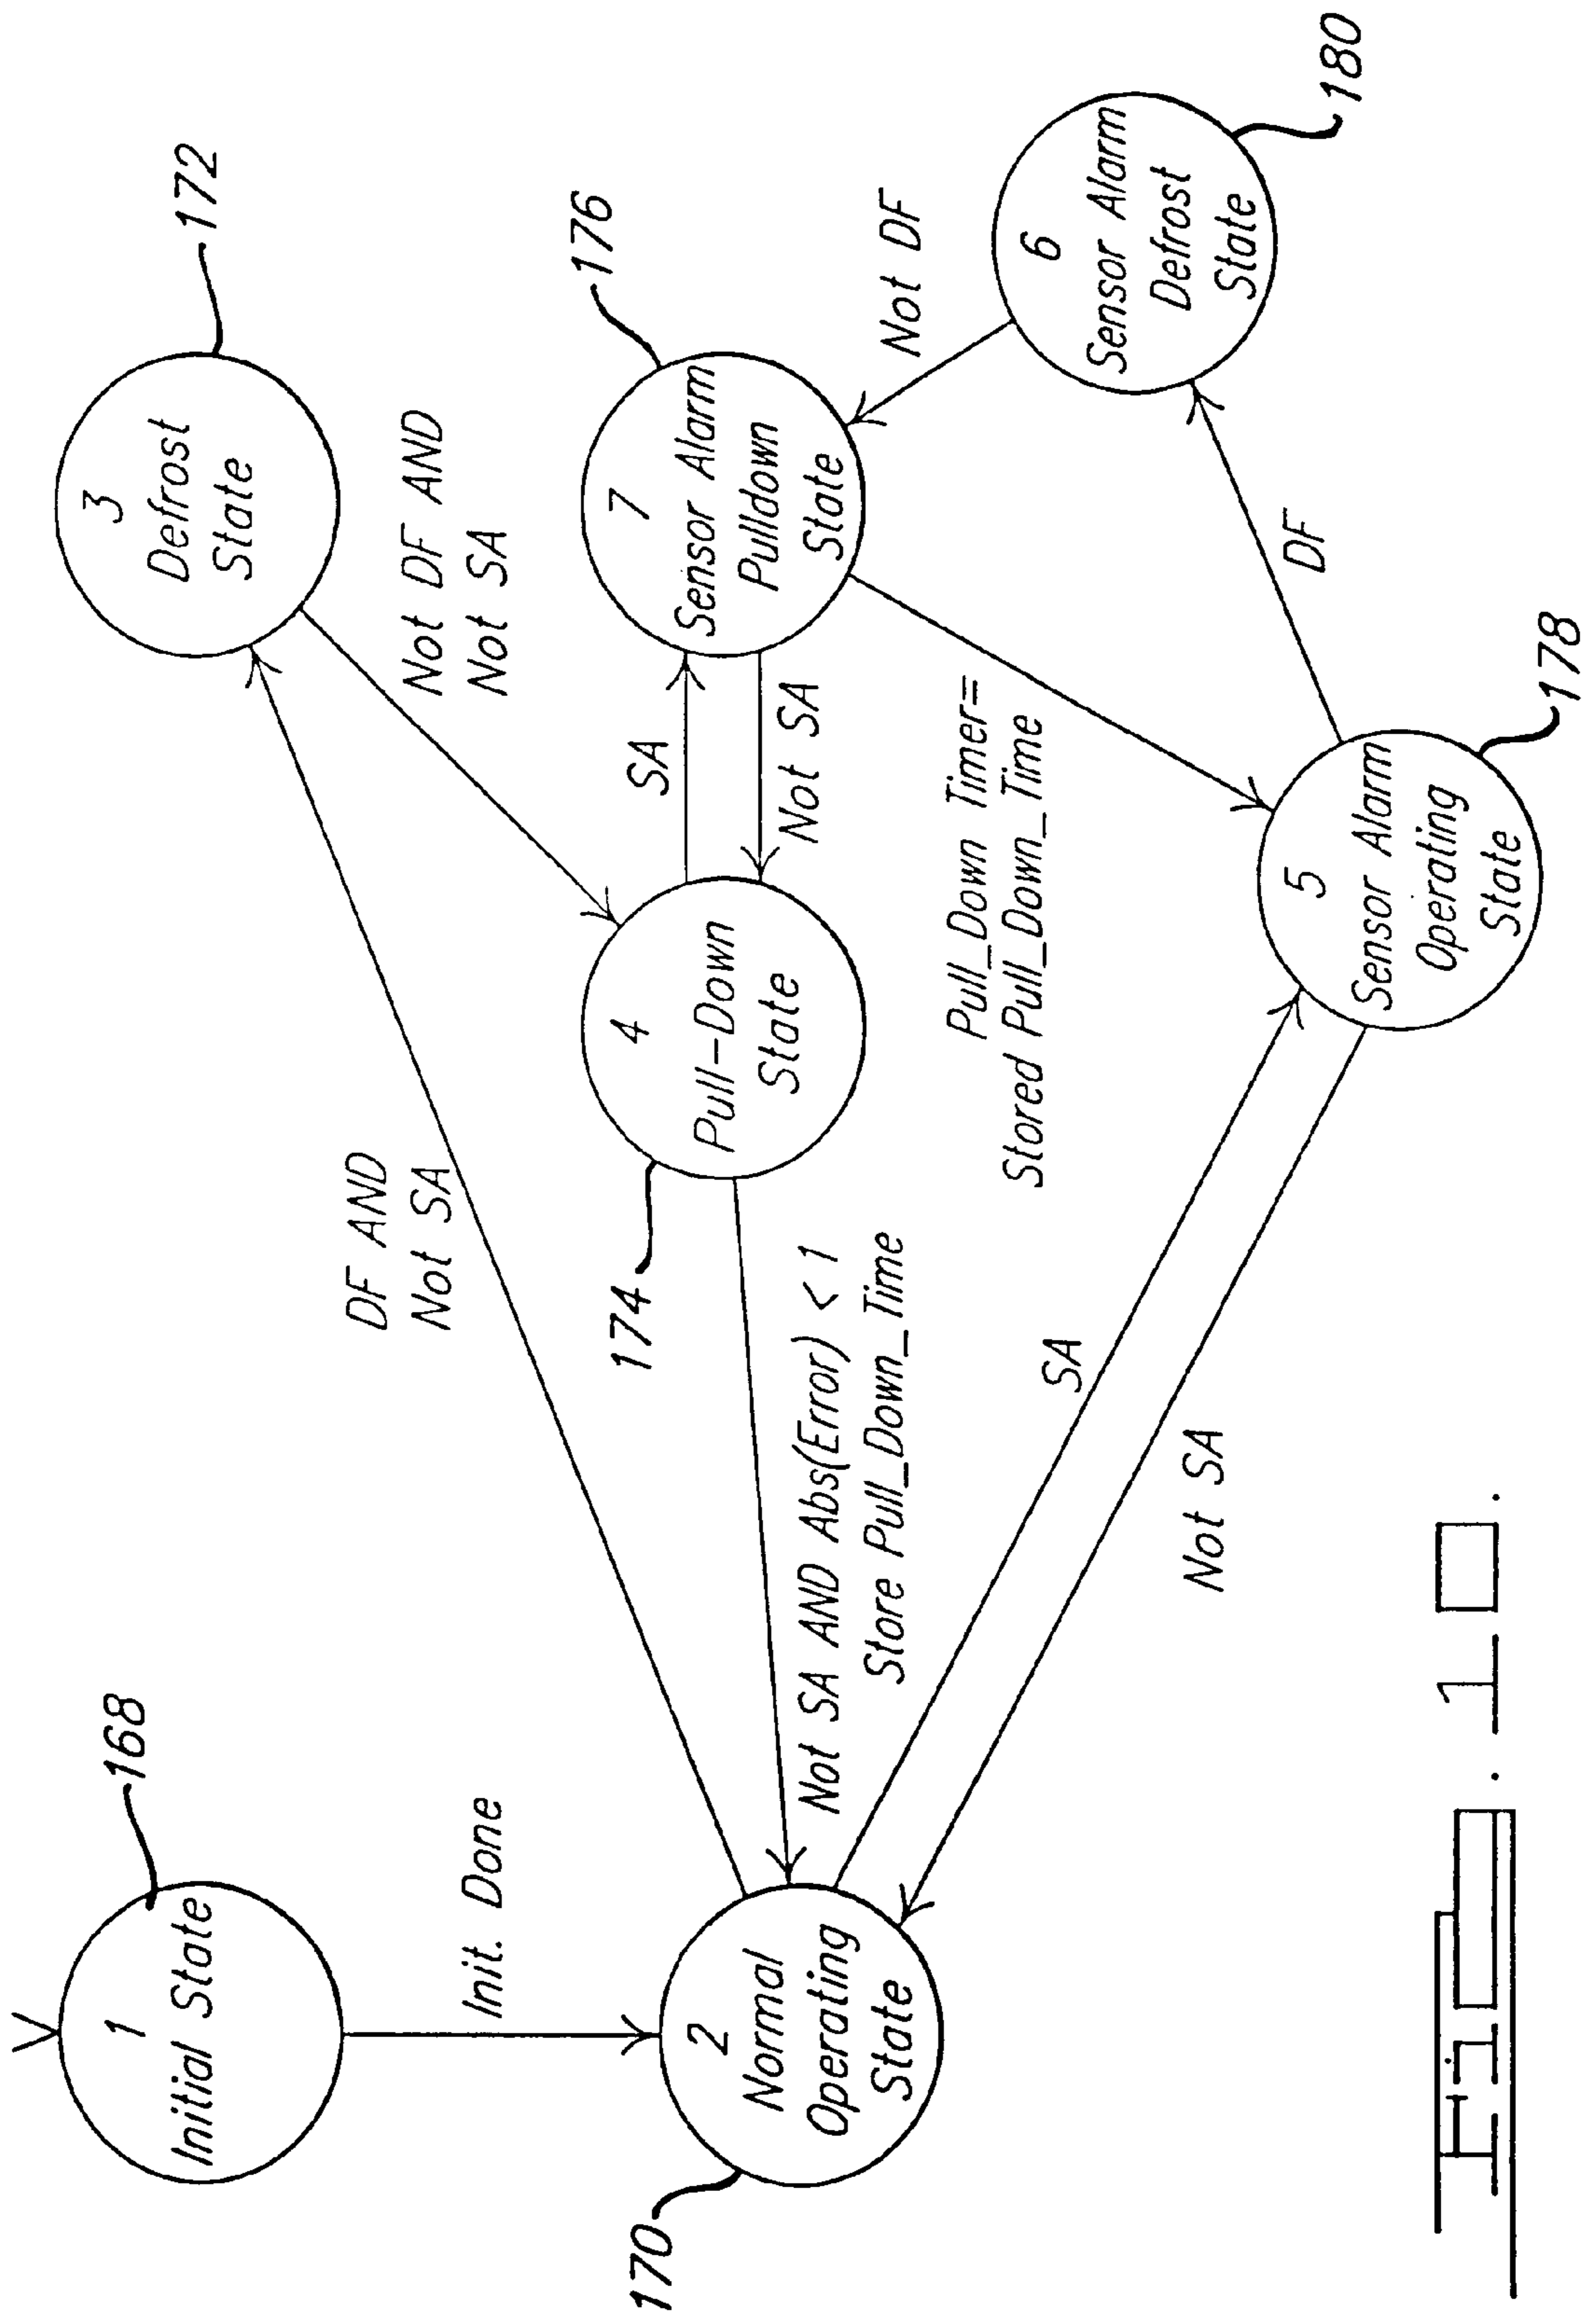 1
Initial State
168
Init. Done
2
Normal
Operating
State
170
3
Defrost
State
172
DF AND
Not SA
Not DF AND
Not SA
4
Pull-Down
State
174
SA
Not SA
7
Sensor Alarm
Pulldown
State
176
Not SA AND Abs(Error) < 1
Store Pull_Down_Time
Pull_Down Timer=
Stored Pull_Down_Time
Not DF
6
Sensor Alarm
Defrost
State
180
DF
5
Sensor Alarm
Operating
State
178
SA
Not SA
Fig. 10.